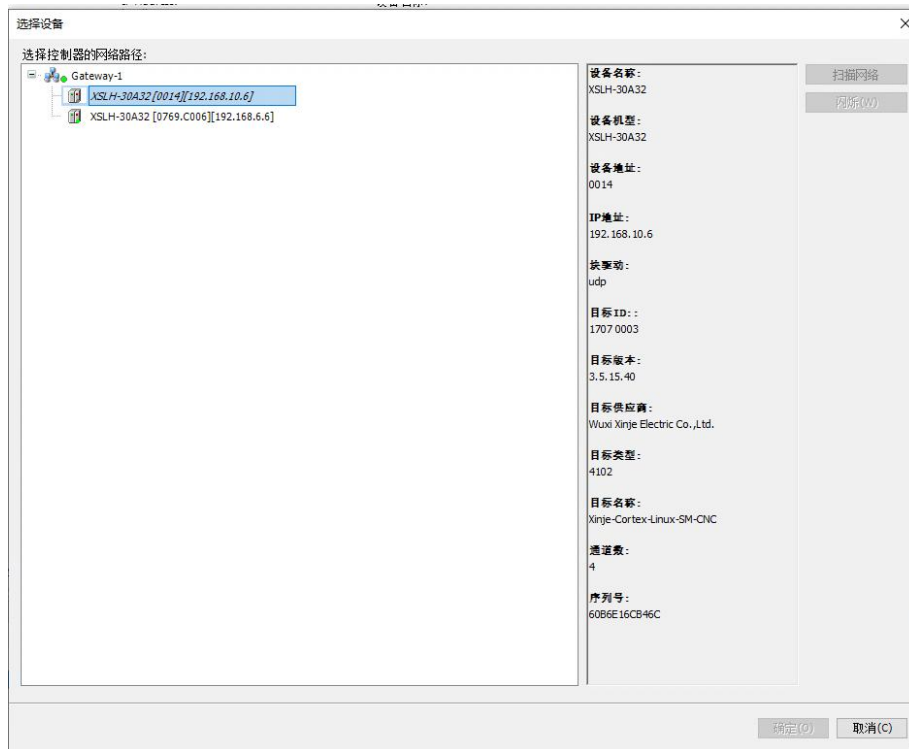 选择设备
选择控制器的网络路径:
Gateway-1
XSLH-30A32 [0014][192.168.10.6]
XSLH-30A32 [0769.C006][192.168.6.6]
设备名称:
XSLH-30A32
设备机型:
XSLH-30A32
设备地址:
0014
IP地址:
192.168.10.6
块驱动:
udp
目标ID::
1707 0003
目标版本:
3.5.15.40
目标供应商:
Wuxi Xinje Electric Co.,Ltd.
目标类型:
4102
目标名称:
Xinje-Cortex-Linux-SM-CNC
通道数:
4
序列号:
60B6E16CB46C
扫描网络
闪烁(W)
确定(O)
取消(C)